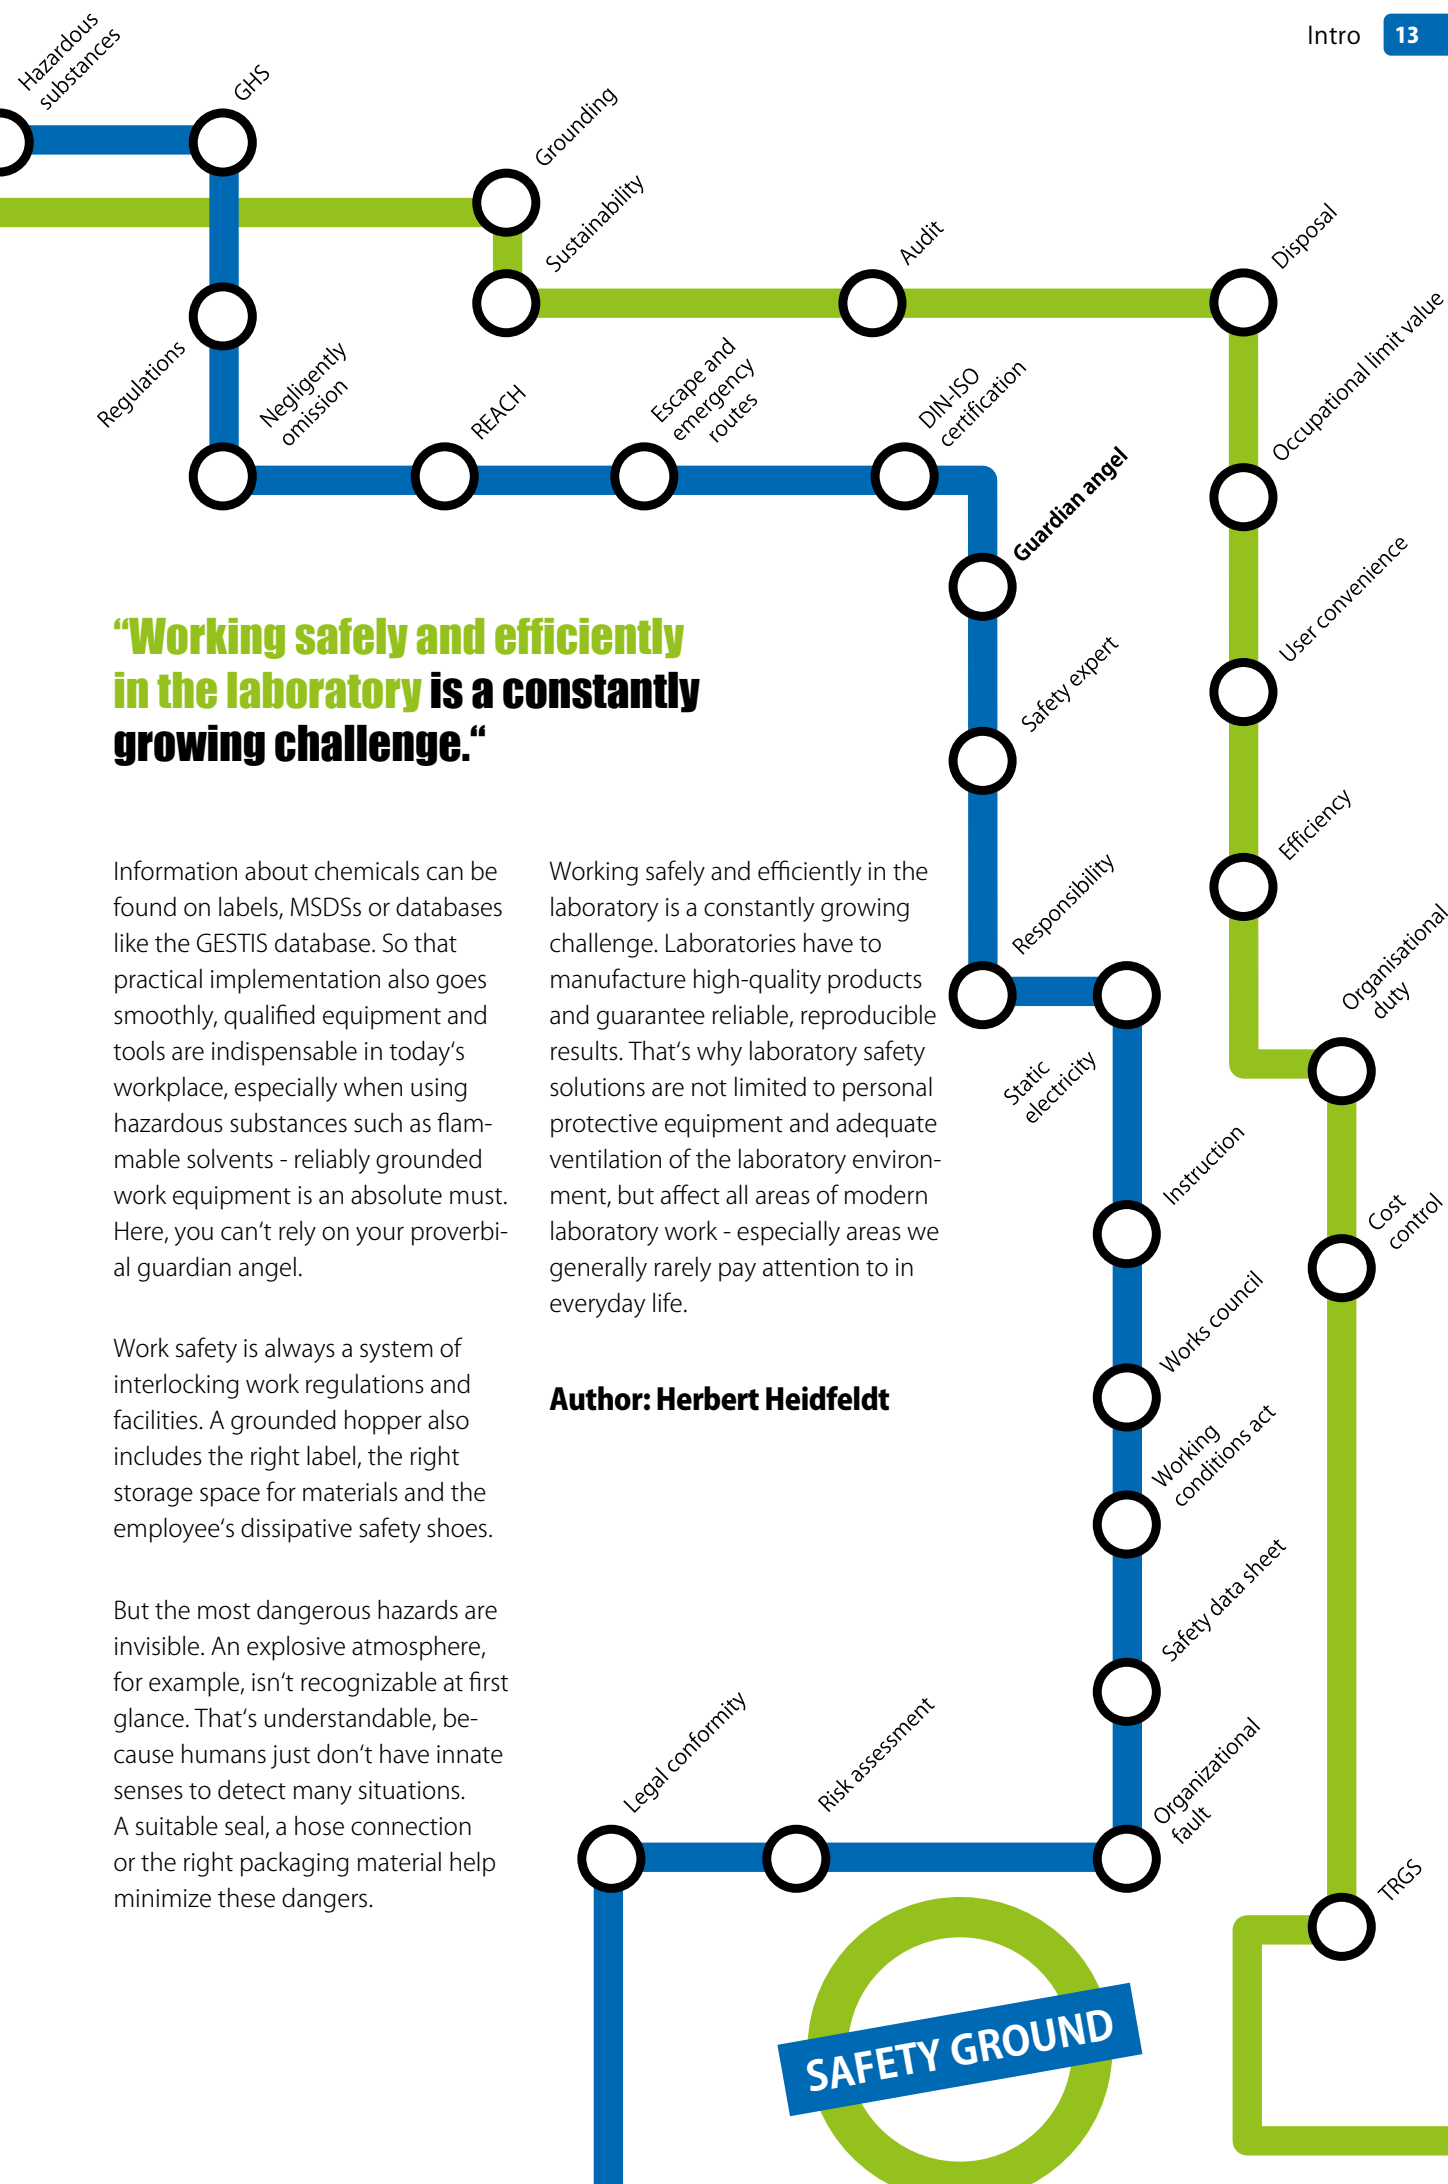 Intro 13
Hazardous
substances
GHS
Grounding
Sustainability
Audit
Disposal
Regulations
Negligently
omission
REACH
Escape and
emergency
routes
DIN-ISO
certification
Occupational limit value
Guardian angel
User convenience
Safety expert
Efficiency
Responsibility
Organisational
duty
Static
electricity
Instruction
Cost
control
Works council
Working
conditions act
Safety data sheet
Organizational
fault
Risk assessment
Legal conformity
TRGS
“Working safely and efficiently
in the laboratory is a constantly
growing challenge.“
Information about chemicals can be
found on labels, MSDSs or databases
like the GESTIS database. So that
practical implementation also goes
smoothly, qualified equipment and
tools are indispensable in today‘s
workplace, especially when using
hazardous substances such as flam-
mable solvents - reliably grounded
work equipment is an absolute must.
Here, you can‘t rely on your proverbi-
al guardian angel.
Work safety is always a system of
interlocking work regulations and
facilities. A grounded hopper also
includes the right label, the right
storage space for materials and the
employee‘s dissipative safety shoes.
But the most dangerous hazards are
invisible. An explosive atmosphere,
for example, isn‘t recognizable at first
glance. That‘s understandable, be-
cause humans just don‘t have innate
senses to detect many situations.
A suitable seal, a hose connection
or the right packaging material help
minimize these dangers.
Working safely and efficiently in the
laboratory is a constantly growing
challenge. Laboratories have to
manufacture high-quality products
and guarantee reliable, reproducible
results. That‘s why laboratory safety
solutions are not limited to personal
protective equipment and adequate
ventilation of the laboratory environ-
ment, but affect all areas of modern
laboratory work - especially areas we
generally rarely pay attention to in
everyday life.
Author: Herbert Heidfeldt
SAFETY GROUND